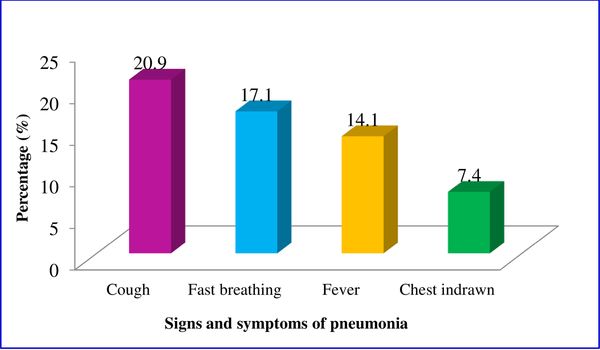 25
20
15
10
5
0
Percentage (%)
20.9
17.1
14.1
7.4
Cough
Fast breathing
Fever
Chest indrawn
Signs and symptoms of pneumonia